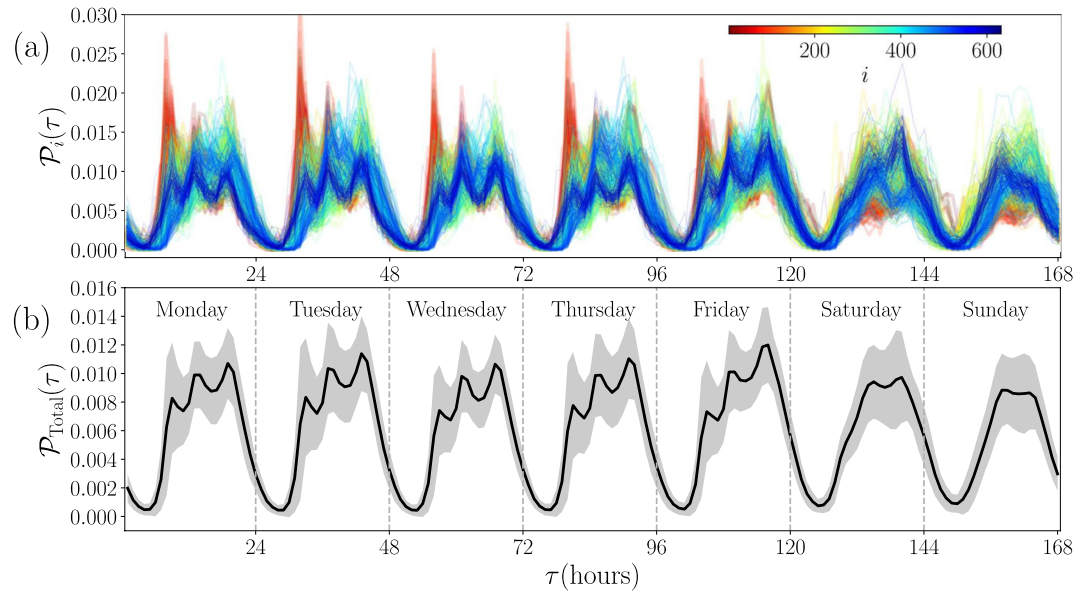 (a)
0.030
0.025
0.020
0.015
0.010
0.005
0.000
𝒫i(τ)
200 400 600
i
24 48 72 96 120 144 168
(b)
0.016
0.014
0.012
0.010
0.008
0.006
0.004
0.002
0.000
𝒫Total(τ)
Monday Tuesday Wednesday Thursday Friday Saturday Sunday
24 48 72 96 120 144 168
τ(hours)